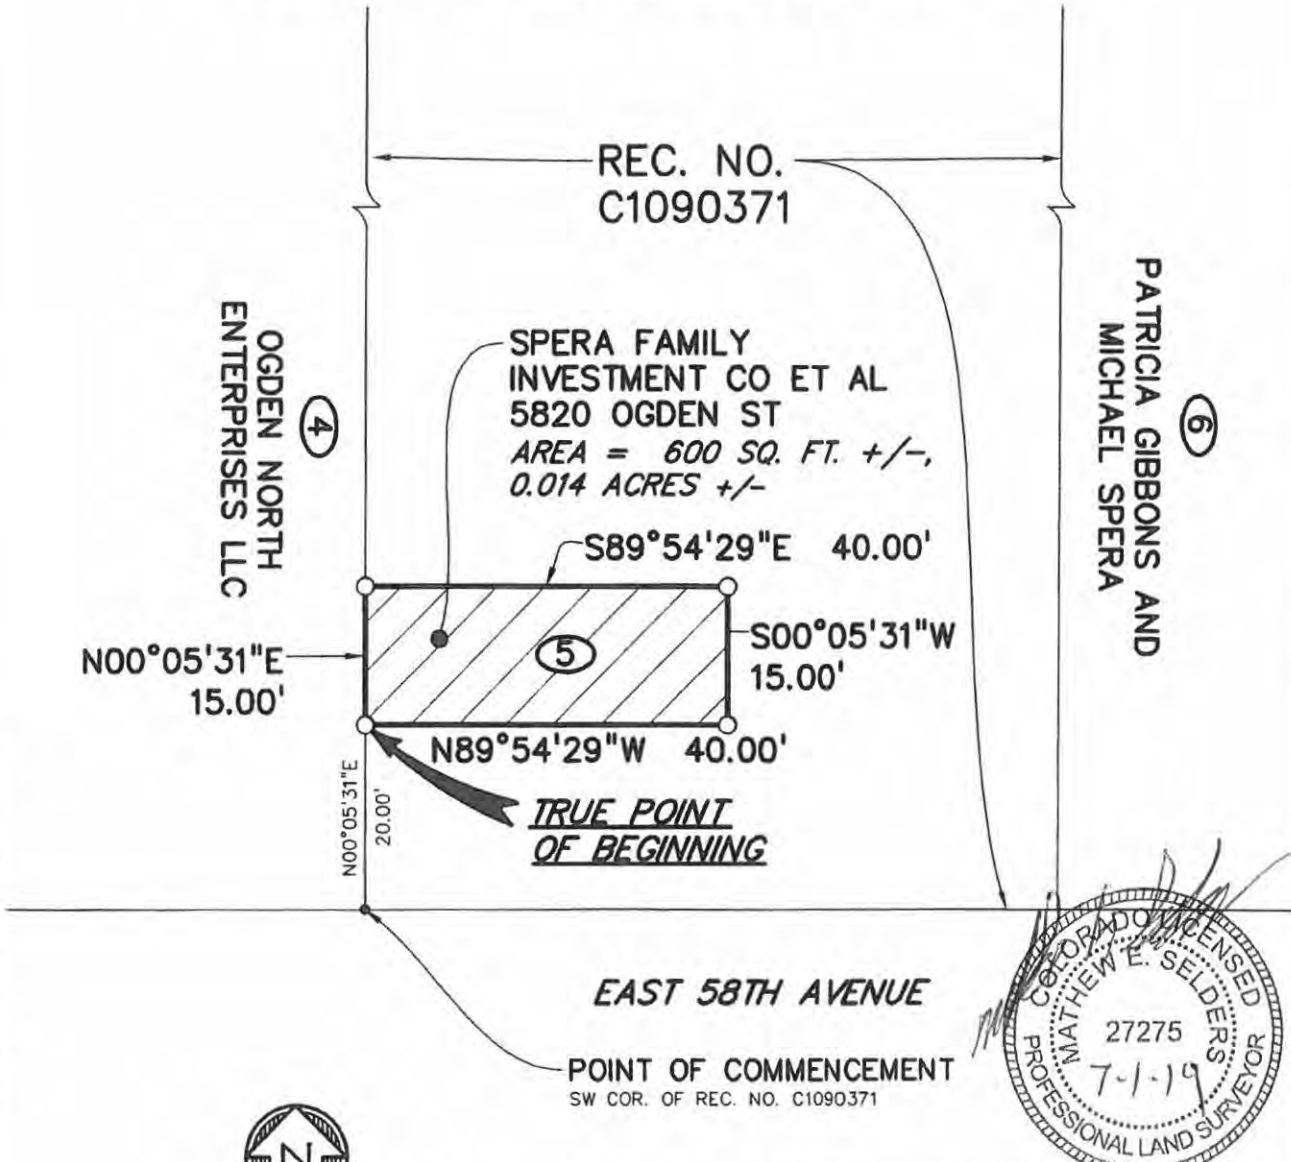 REC. NO.
C1090371
OGDEN NORTH
ENTERPRISES LLC
4
SPERA FAMILY
INVESTMENT CO ET AL
5820 OGDEN ST
AREA = 600 SQ. FT. +/-,
0.014 ACRES +/-
PATRICIA GIBBONS AND
MICHAEL SPERA
6
S89°54'29"E 40.00'
N00°05'31"E
15.00'
5
S00°05'31"W
15.00'
N89°54'29"W 40.00'
N00°05'31"E
20.00'
TRUE POINT
OF BEGINNING
EAST 58TH AVENUE
POINT OF COMMENCEMENT
SW COR. OF REC. NO. C1090371
COLORADO LICENSED
MATHEW E. SELDERS
27275
7-1-19
PROFESSIONAL LAND SURVEYOR
N